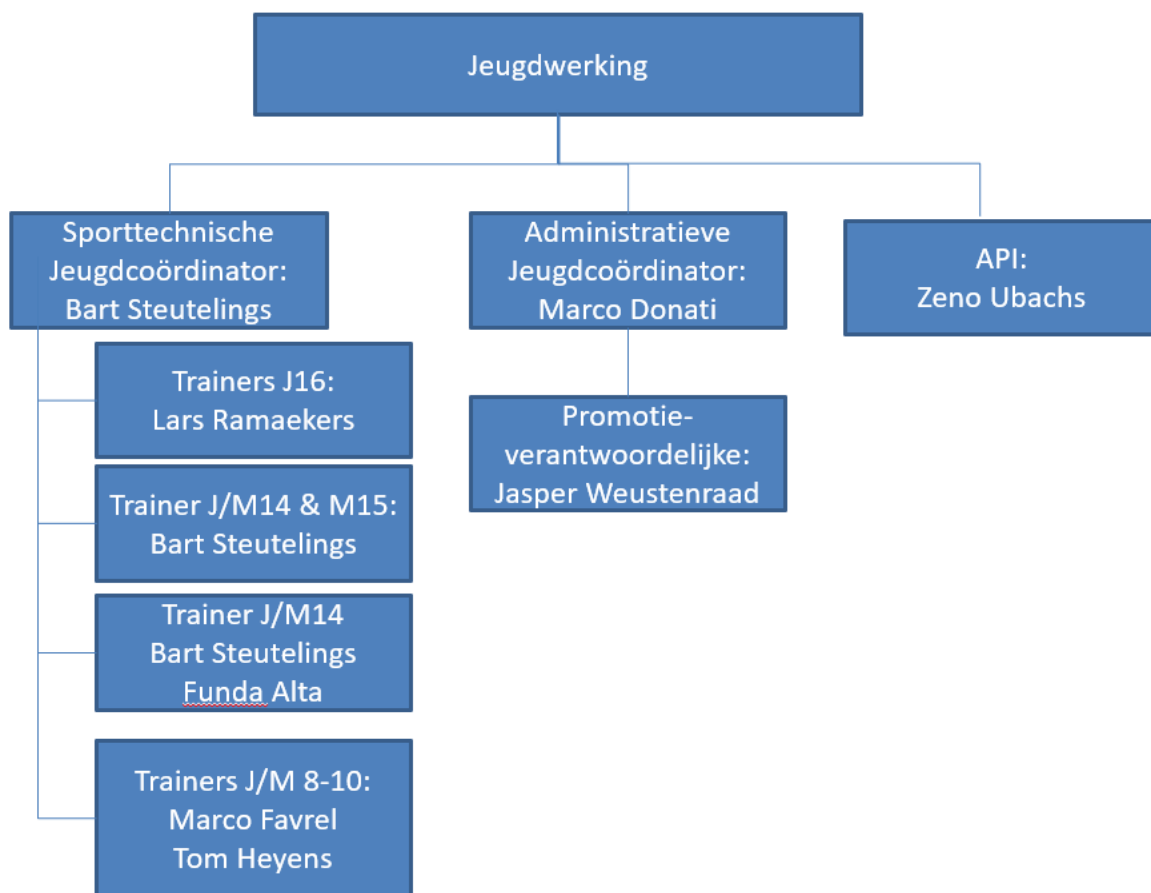 Jeugdwerking
Sporttechnische
Jeugdcoördinator:
Bart Steutelings
Administratieve
Jeugdcoördinator:
Marco Donati
API:
Zeno Ubachs
Trainers J16:
Lars Ramaekers
Promotie-
verantwoordelijke:
Jasper Weustenraad
Trainer J/M14 & M15:
Bart Steutelings
Trainer J/M14
Bart Steutelings
Funda Alta
Trainers J/M 8-10:
Marco Favrel
Tom Heyens